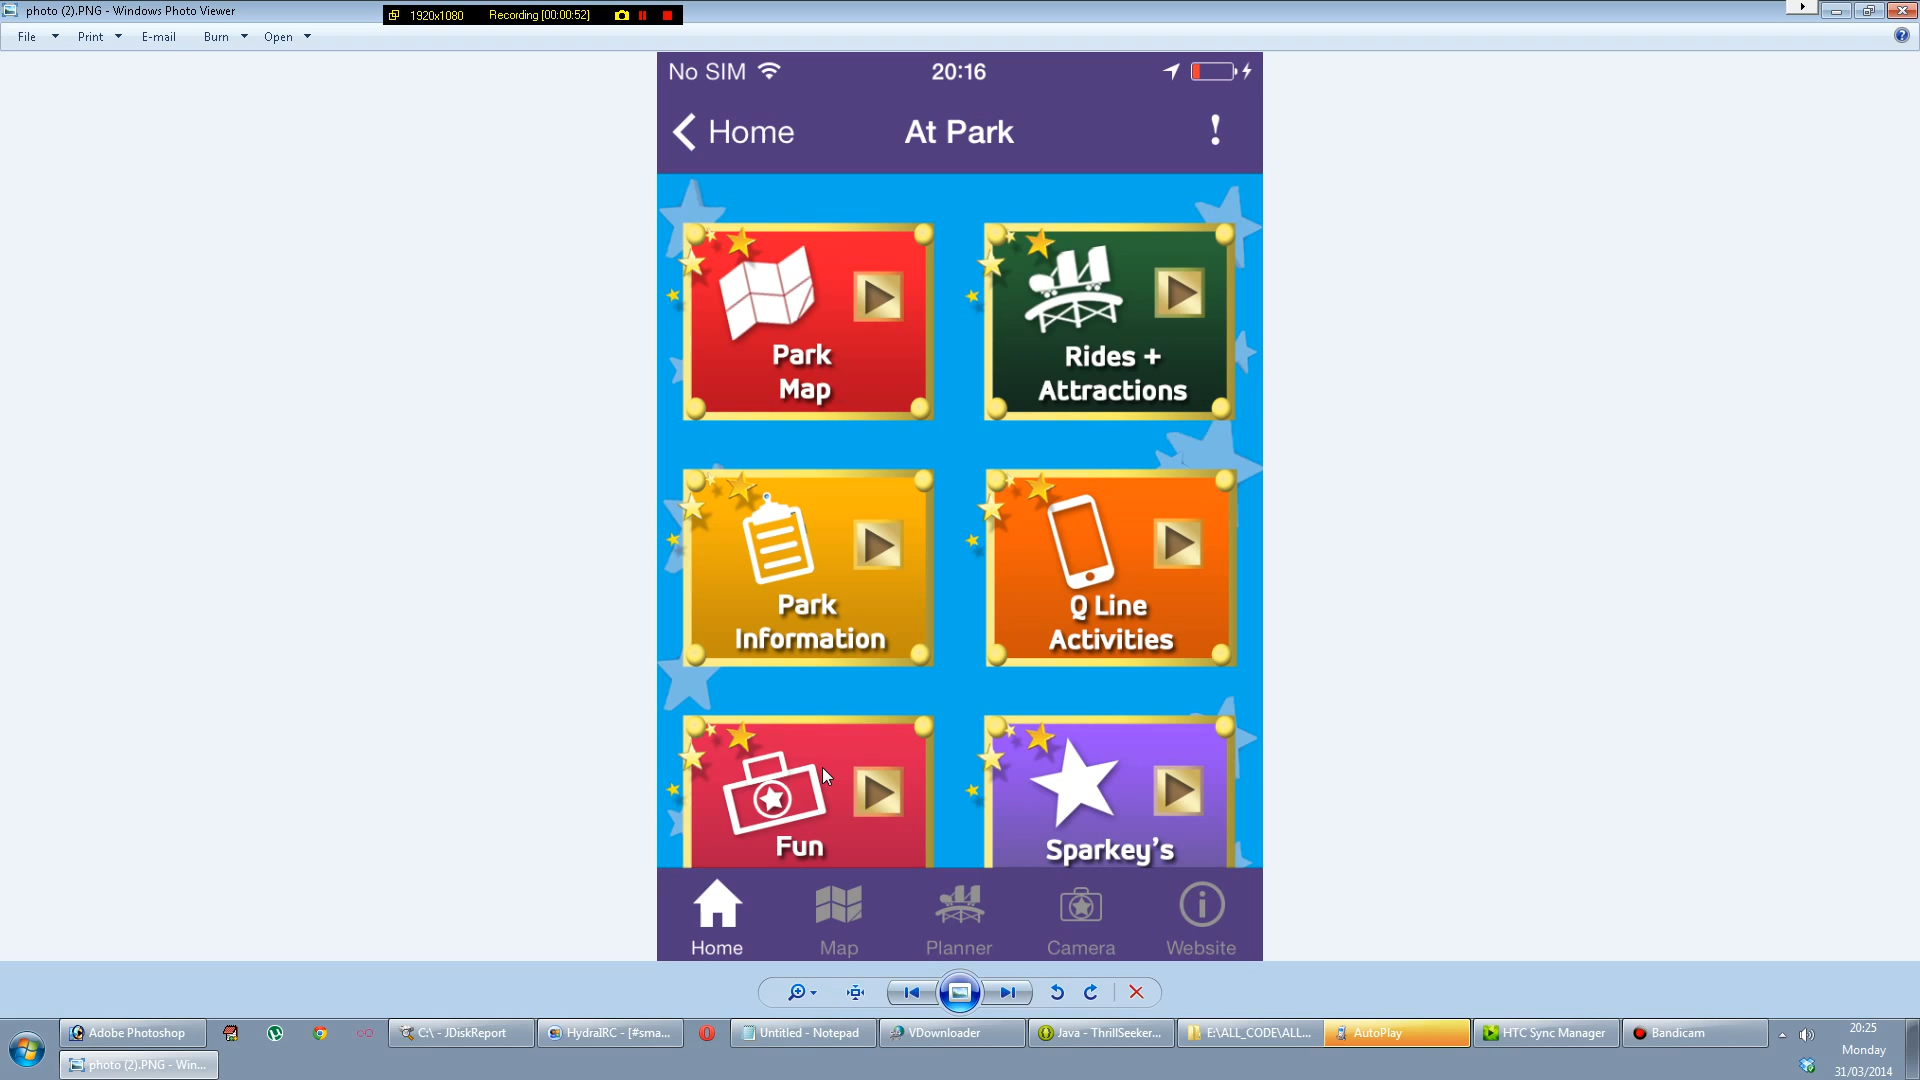 photo (2).PNG - Windows Photo Viewer
1920x1080 Recording [00:00:52]
File Print E-mail Burn Open
No SIM 20:16
Home At Park !
Park
Map
Rides +
Attractions
Park
Information
Q Line
Activities
Fun
Sparkey's
Home Map Planner Camera Website
Adobe Photoshop
C:\ - JDiskReport
HydraIRC - [#sma...
Untitled - Notepad
VDownloader
Java - ThrillSeeker...
E:\ALL_CODE\ALL...
AutoPlay
HTC Sync Manager
Bandicam
photo (2).PNG - Win...
20:25
Monday
31/03/2014